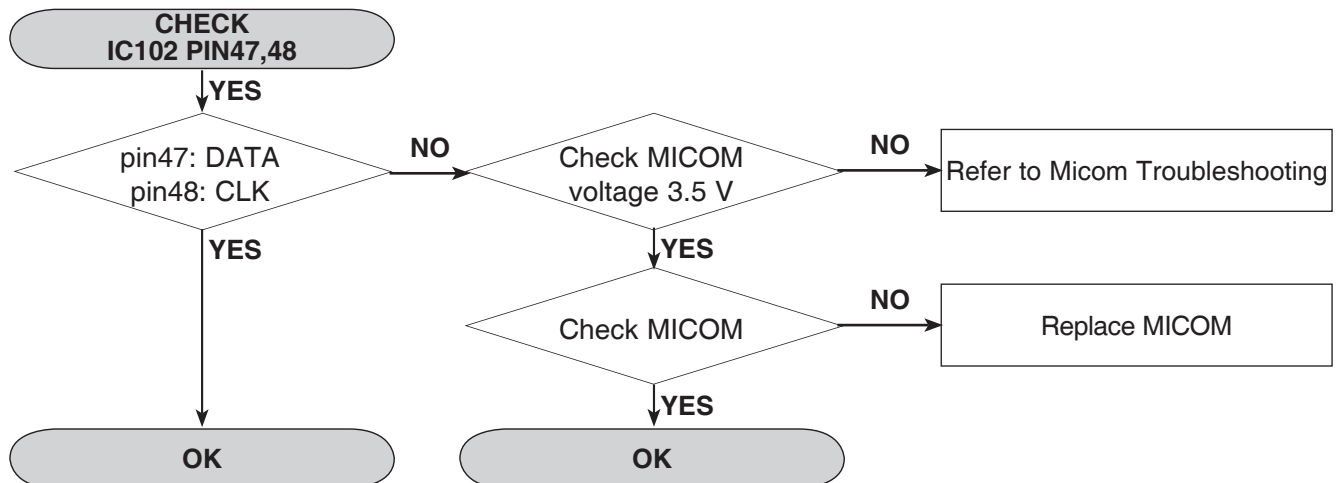 CHECK
IC102 PIN47,48
YES
pin47: DATA
pin48: CLK
NO
Check MICOM
voltage 3.5 V
NO
Refer to Micom Troubleshooting
YES
YES
Check MICOM
NO
Replace MICOM
YES
OK
OK